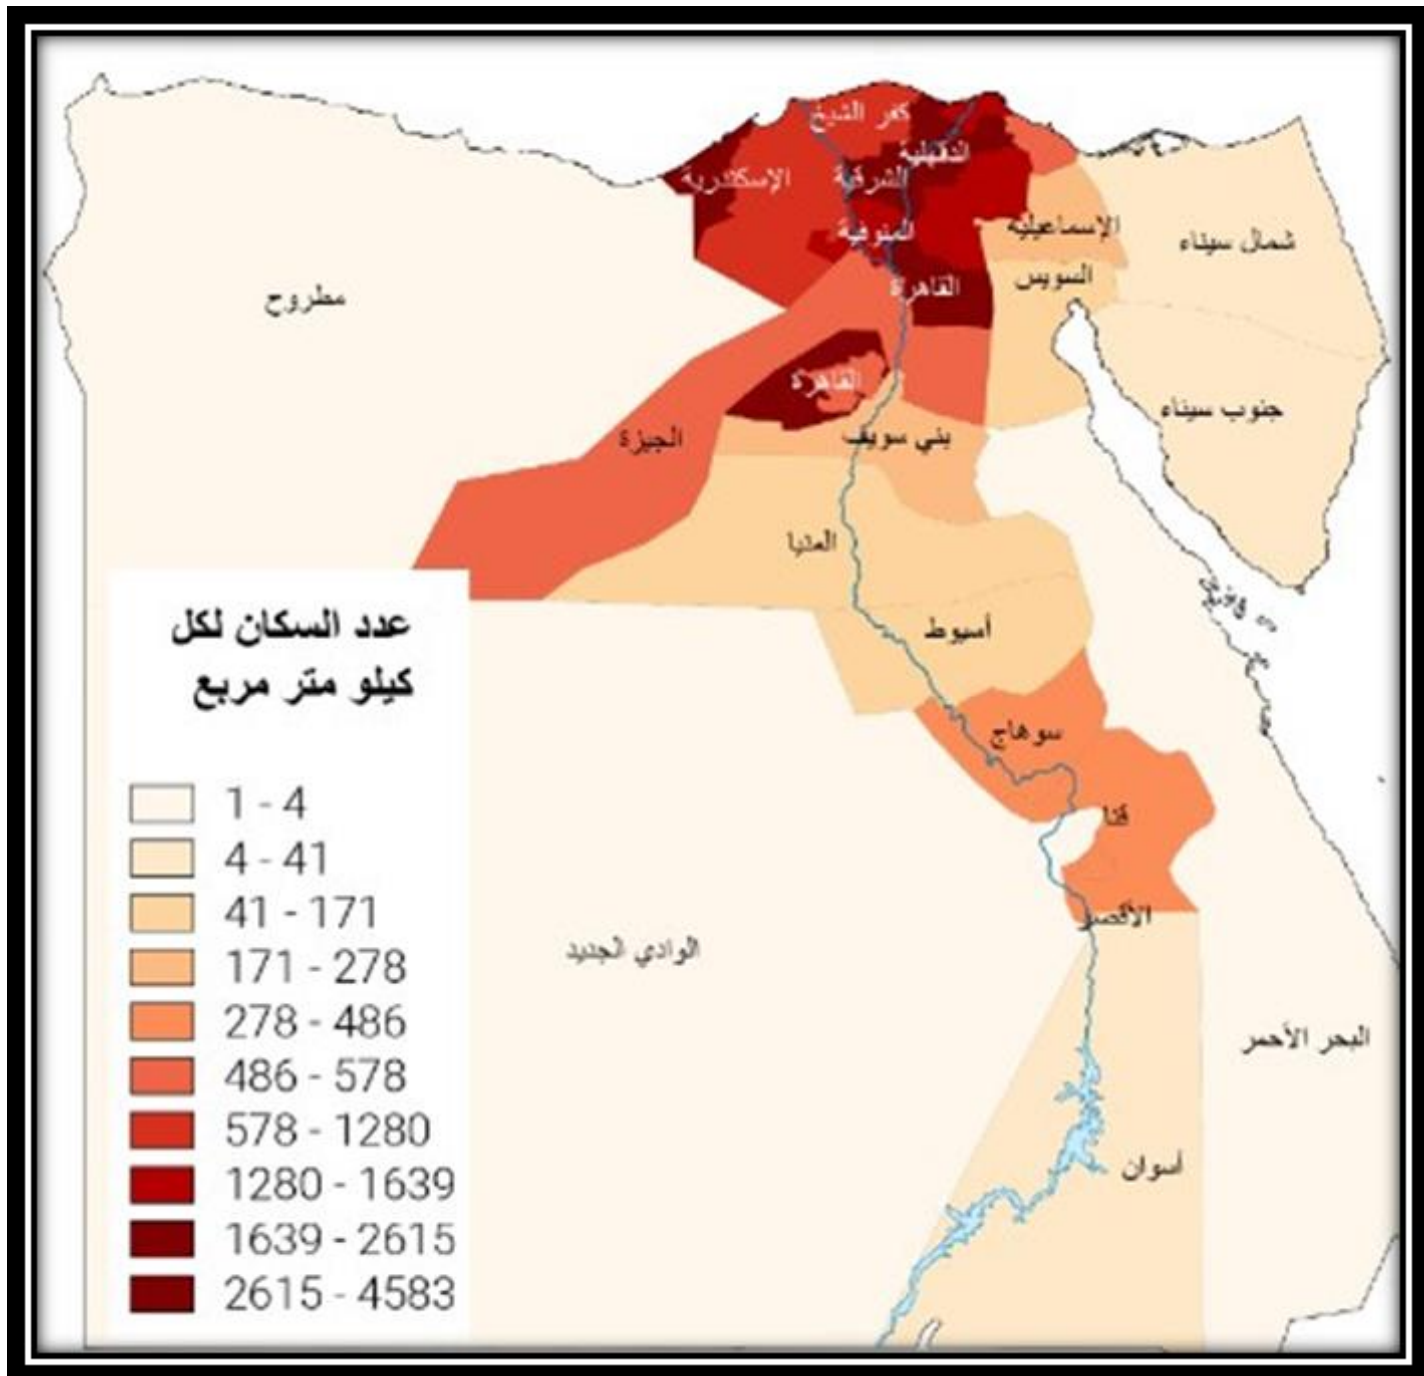 كفر الشيخ
الدقهلية
الإسكندرية
الشرقية
المنوفية
الإسماعيلية
شمال سيناء
السويس
القاهرة
مطروح
القاهرة
جنوب سيناء
الجيزة
بني سويف
المنيا
أسيوط
سوهاج
قنا
الأقصر
الوادي الجديد
البحر الأحمر
أسوان
عدد السكان لكل
كيلو متر مربع
1 - 4
4 - 41
41 - 171
171 - 278
278 - 486
486 - 578
578 - 1280
1280 - 1639
1639 - 2615
2615 - 4583